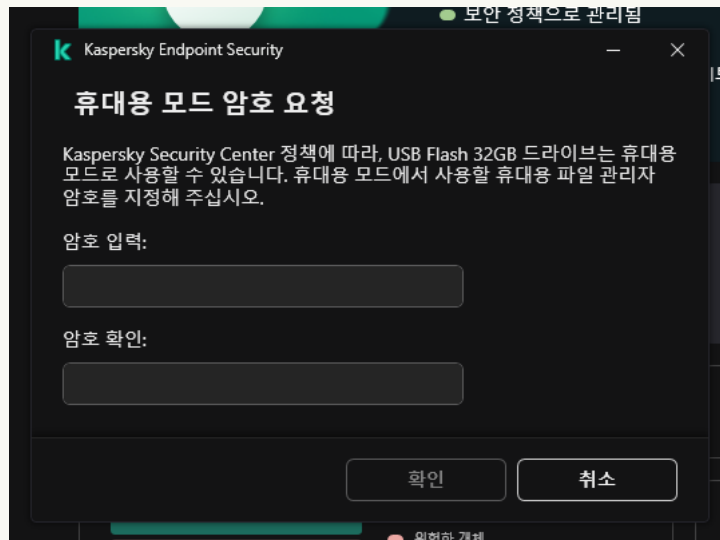 보안 정책으로 관리됨
Kaspersky Endpoint Security
휴대용 모드 암호 요청
Kaspersky Security Center 정책에 따라, USB Flash 32GB 드라이브는 휴대용
모드로 사용할 수 있습니다. 휴대용 모드에서 사용할 휴대용 파일 관리자
암호를 지정해 주십시오.
암호 입력:
암호 확인:
확인
취소